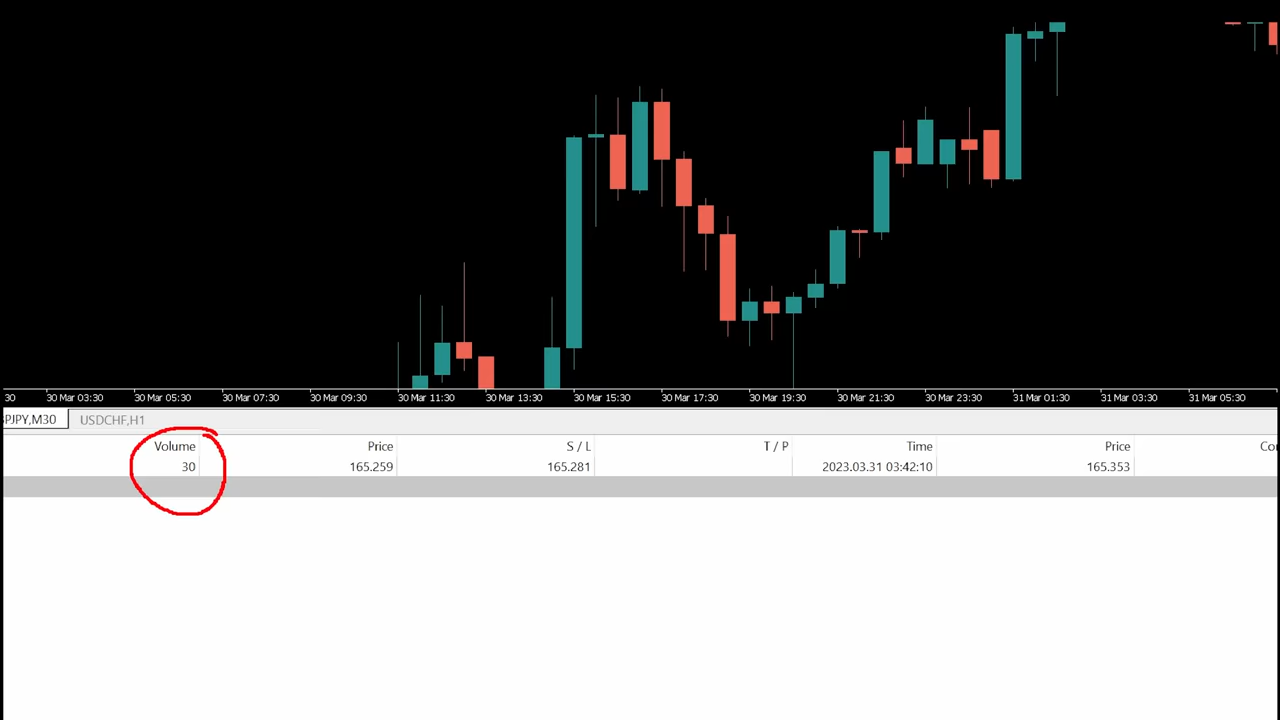 30 30 Mar 03:30 30 Mar 05:30 30 Mar 07:30 30 Mar 09:30 30 Mar 11:30 30 Mar 13:30 30 Mar 15:30 30 Mar 17:30 30 Mar 19:30 30 Mar 21:30 30 Mar 23:30 31 Mar 01:30 31 Mar 03:30 31 Mar 05:30
PJPY,M30 USDCHF,H1
Volume Price S / L T / P Time Price Co
30 165.259 165.281 2023.03.31 03:42:10 165.353